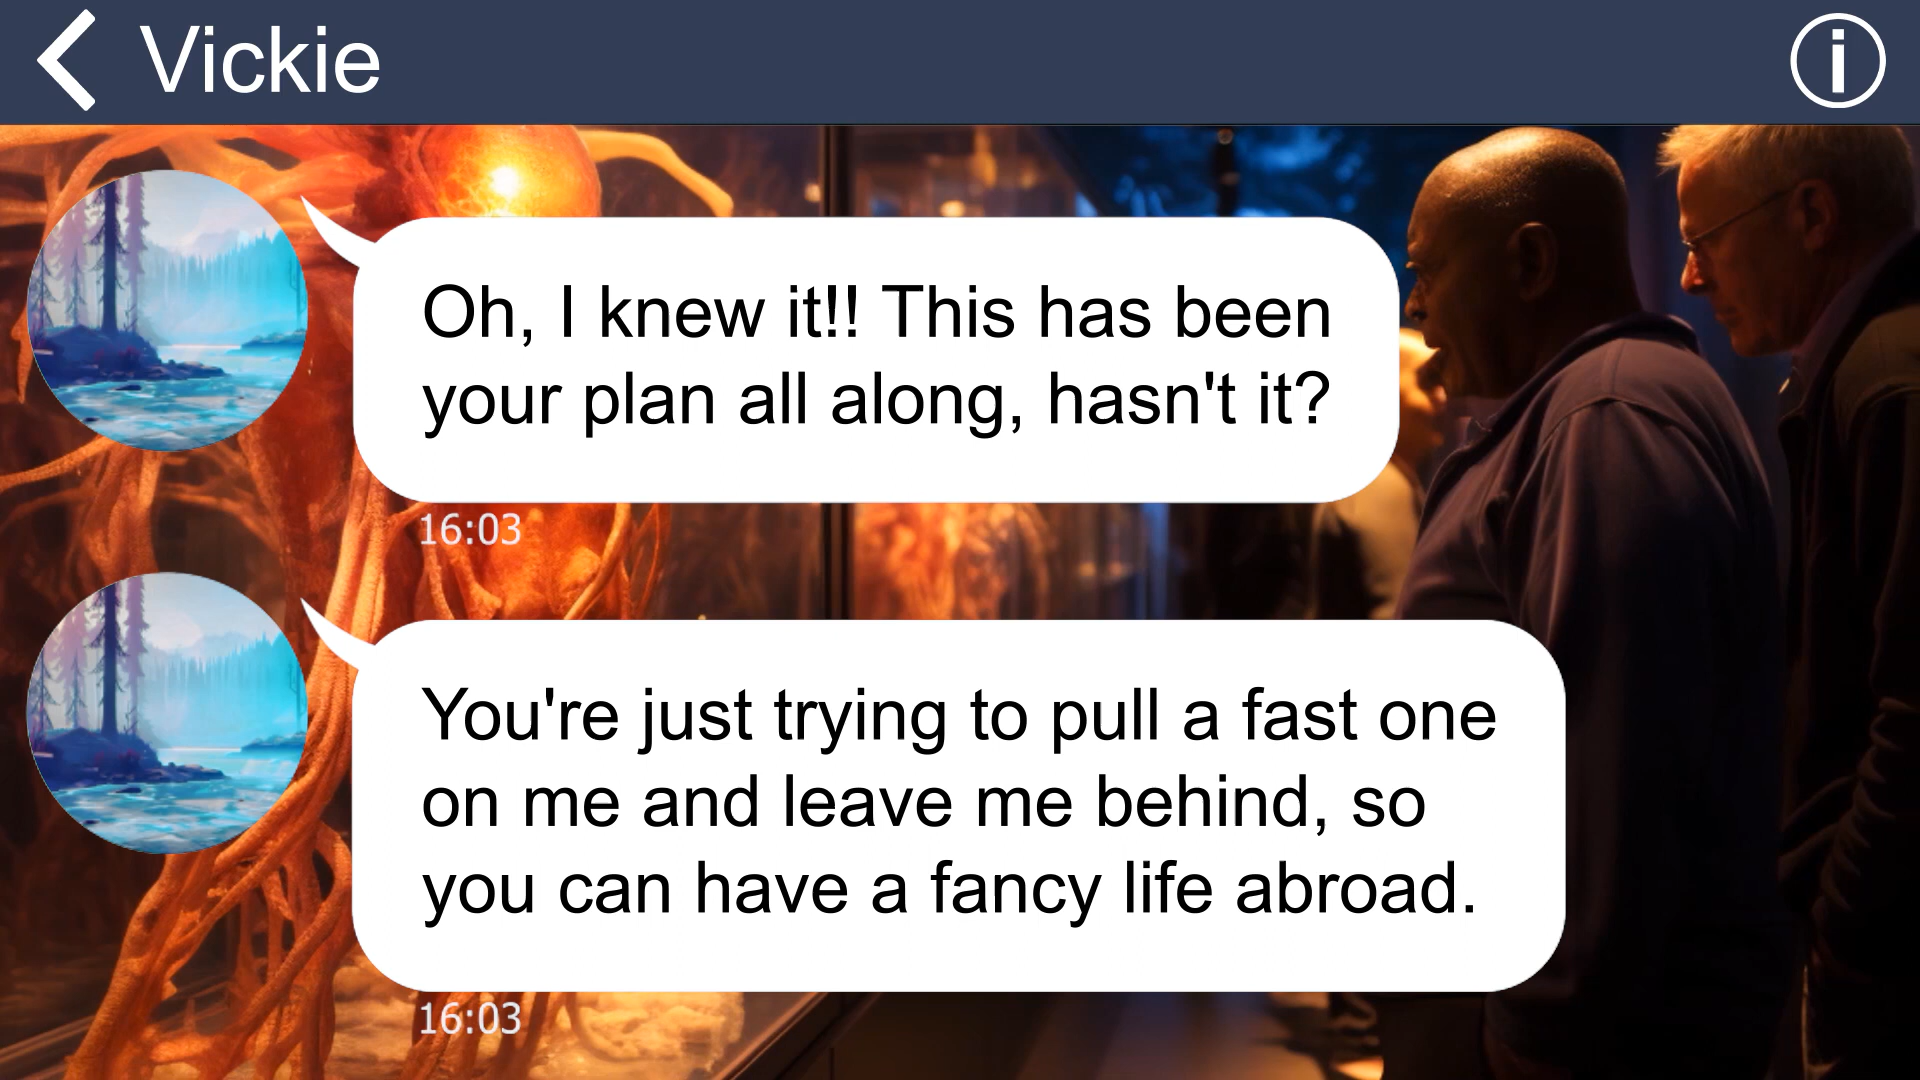 Vickie
Oh, I knew it!! This has been
your plan all along, hasn't it?
16:03
You're just trying to pull a fast one
on me and leave me behind, so
you can have a fancy life abroad.
16:03